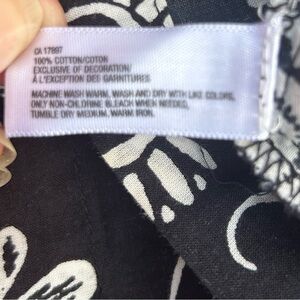 CA 17897
100% COTTON/COTON
EXCLUSIVE OF DECORATION/
A L'EXCEPTION DES GARNITURES
MACHINE WASH WARM, WASH AND DRY WITH LIKE COLORS,
ONLY NON-CHLORINE BLEACH WHEN NEEDED,
TUMBLE DRY MEDIUM, WARM IRON.